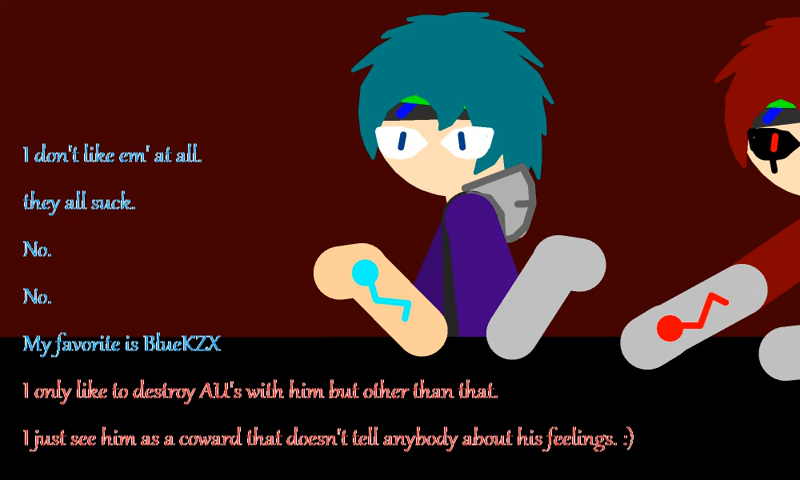 I don't like em' at all.
they all suck.
No.
No.
My favorite is BlueKZX
I only like to destroy AU's with him but other than that.
I just see him as a coward that doesn't tell anybody about his feelings. :)